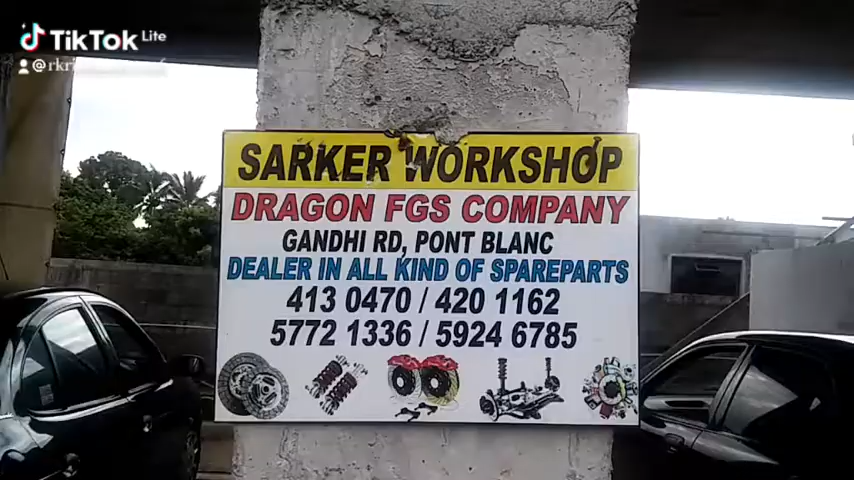 TikTok Lite
SARKER WORKSHOP
DRAGON FGS COMPANY
GANDHI RD, PONT BLANC
DEALER IN ALL KIND OF SPAREPARTS
413 0470 / 420 1162
5772 1336 / 5924 6785